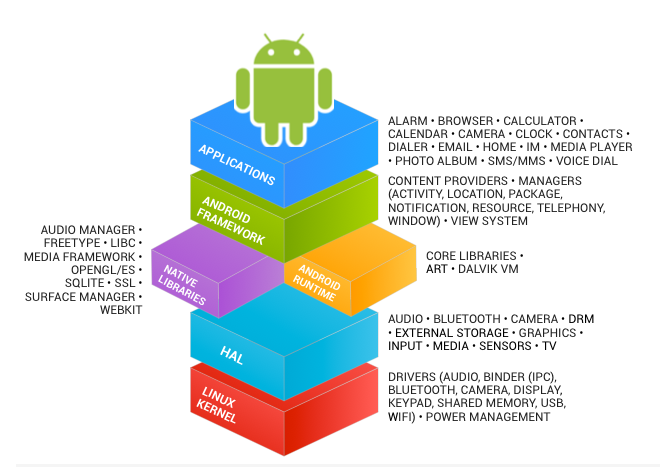 ALARM • BROWSER • CALCULATOR •
CALENDAR • CAMERA • CLOCK • CONTACTS •
DIALER • EMAIL • HOME • IM • MEDIA PLAYER
• PHOTO ALBUM • SMS/MMS • VOICE DIAL
APPLICATIONS
CONTENT PROVIDERS • MANAGERS
(ACTIVITY, LOCATION, PACKAGE,
NOTIFICATION, RESOURCE, TELEPHONY,
WINDOW) • VIEW SYSTEM
ANDROID
FRAMEWORK
AUDIO MANAGER •
FREETYPE • LIBC •
MEDIA FRAMEWORK •
OPENGL/ES •
SQLITE • SSL •
SURFACE MANAGER •
WEBKIT
NATIVE
LIBRARIES
ANDROID
RUNTIME
CORE LIBRARIES •
ART • DALVIK VM
HAL
AUDIO • BLUETOOTH • CAMERA • DRM
• EXTERNAL STORAGE • GRAPHICS •
INPUT • MEDIA • SENSORS • TV
LINUX
KERNEL
DRIVERS (AUDIO, BINDER (IPC),
BLUETOOTH, CAMERA, DISPLAY,
KEYPAD, SHARED MEMORY, USB,
WIFI) • POWER MANAGEMENT